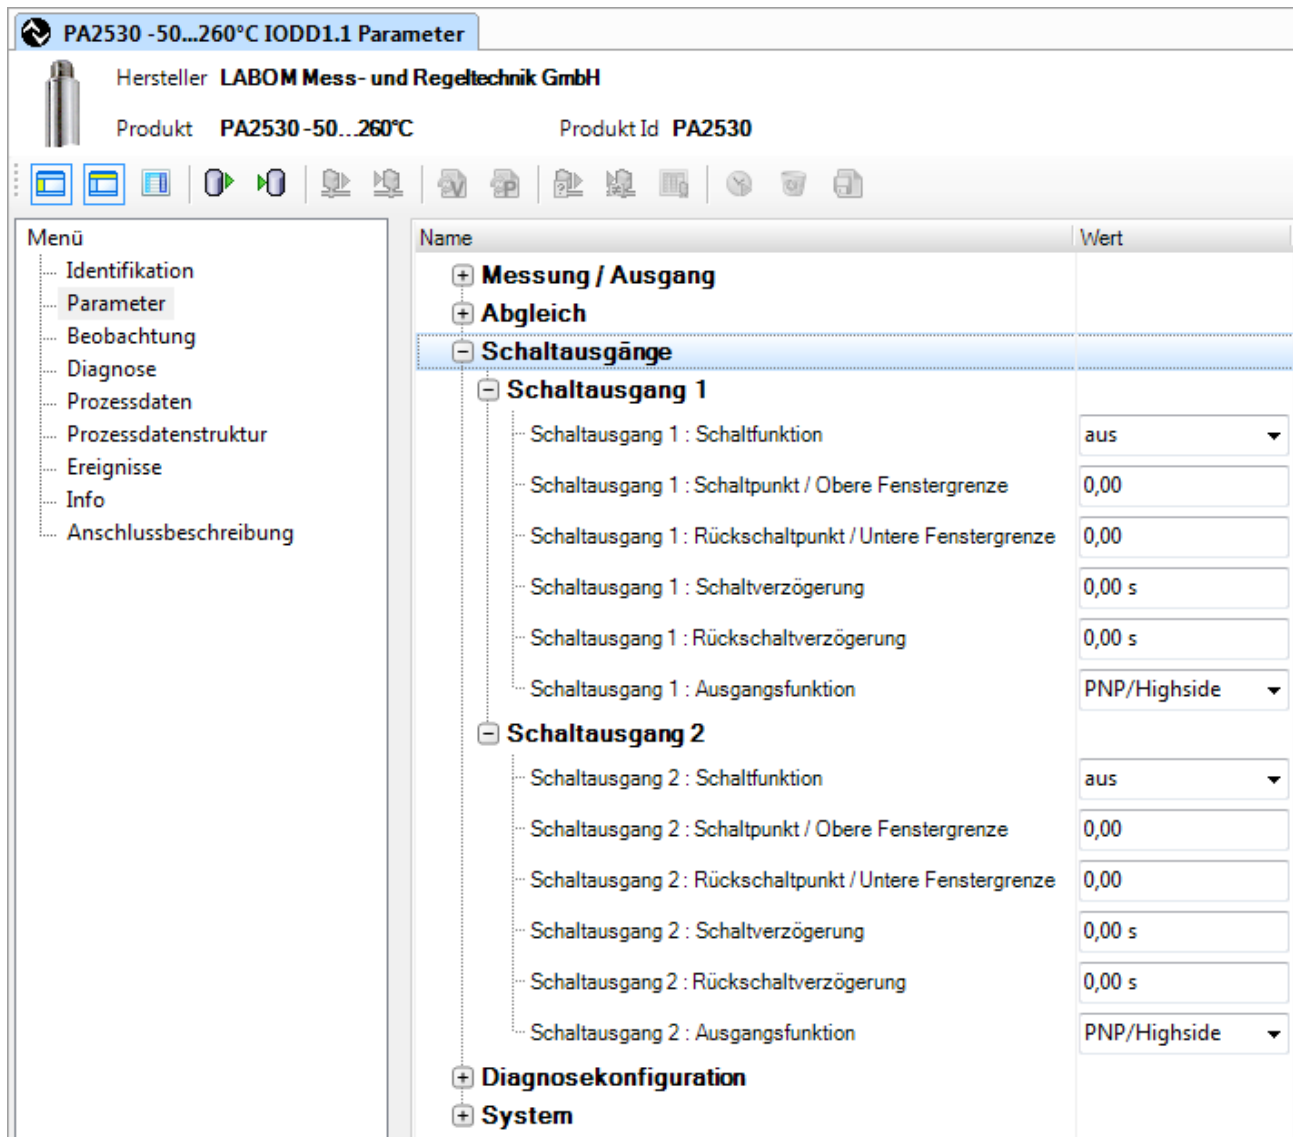 PA2530 -50...260°C IODD1.1 Parameter
Hersteller LABOM Mess- und Regeltechnik GmbH
Produkt PA2530 -50...260°C Produkt Id PA2530
Menü
Identifikation
Parameter
Beobachtung
Diagnose
Prozessdaten
Prozessdatenstruktur
Ereignisse
Info
Anschlussbeschreibung
Name Wert
Messung / Ausgang
Abgleich
Schaltausgänge
Schaltausgang 1
Schaltausgang 1 : Schaltfunktion aus
Schaltausgang 1 : Schaltpunkt / Obere Fenstergrenze 0,00
Schaltausgang 1 : Rückschaltpunkt / Untere Fenstergrenze 0,00
Schaltausgang 1 : Schaltverzögerung 0,00 s
Schaltausgang 1 : Rückschaltverzögerung 0,00 s
Schaltausgang 1 : Ausgangsfunktion PNP/Highside
Schaltausgang 2
Schaltausgang 2 : Schaltfunktion aus
Schaltausgang 2 : Schaltpunkt / Obere Fenstergrenze 0,00
Schaltausgang 2 : Rückschaltpunkt / Untere Fenstergrenze 0,00
Schaltausgang 2 : Schaltverzögerung 0,00 s
Schaltausgang 2 : Rückschaltverzögerung 0,00 s
Schaltausgang 2 : Ausgangsfunktion PNP/Highside
Diagnosekonfiguration
System